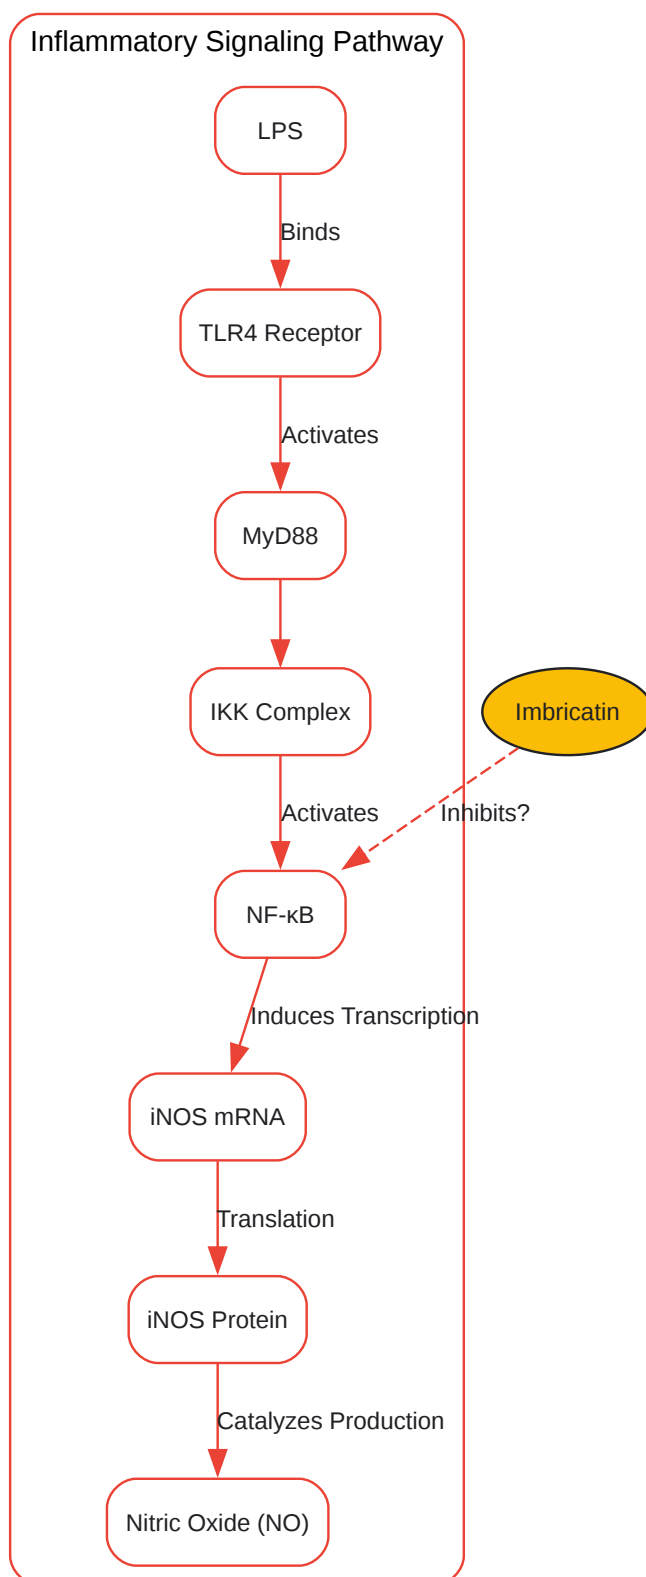 Inflammatory Signaling Pathway
LPS
Binds
TLR4 Receptor
Activates
MyD88
IKK Complex
Imbricatin
Activates
Inhibits?
NF-κB
Induces Transcription
iNOS mRNA
Translation
iNOS Protein
Catalyzes Production
Nitric Oxide (NO)